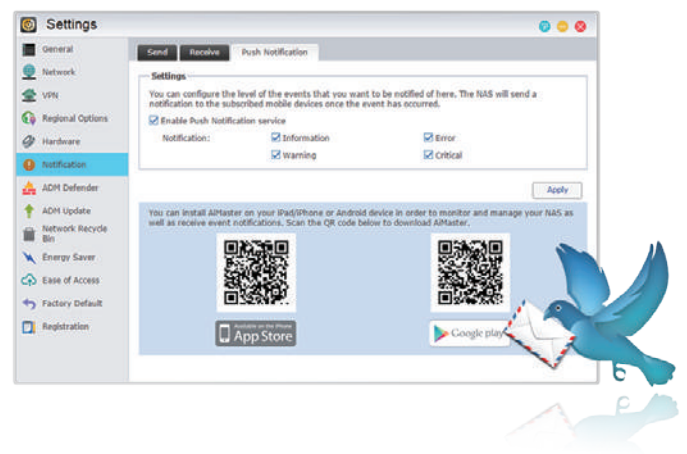 Settings
General
Network
VPN
Regional Options
Hardware
Notification
ADM Defender
ADM Update
Network Recycle
Bin
Energy Saver
Ease of Access
Factory Default
Registration
Send Receive Push Notification
Settings
You can configure the level of the events that you want to be notified of here. The NAS will send a
notification to the subscribed mobile devices once the event has occurred.
Enable Push Notification service
Notification: Information Error
Warning Critical
Apply
You can install AiMaster on your iPad/iPhone or Android device in order to monitor and manage your NAS as
well as receive event notifications. Scan the QR code below to download AiMaster.
Available on the iPhone
App Store
Google play